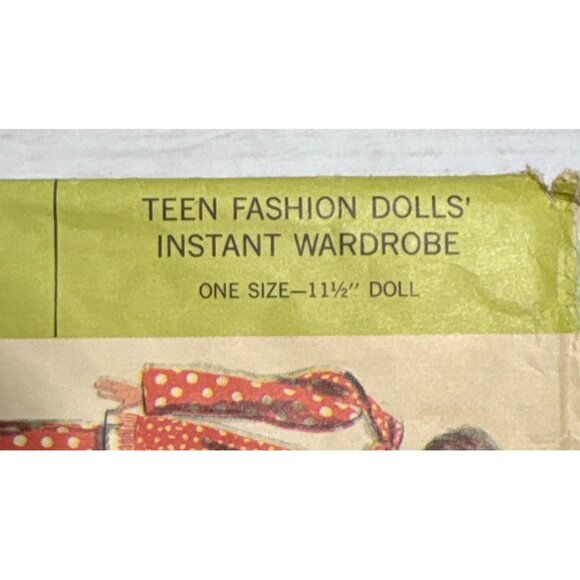 TEEN FASHION DOLLS'
INSTANT WARDROBE
ONE SIZE—11½" DOLL